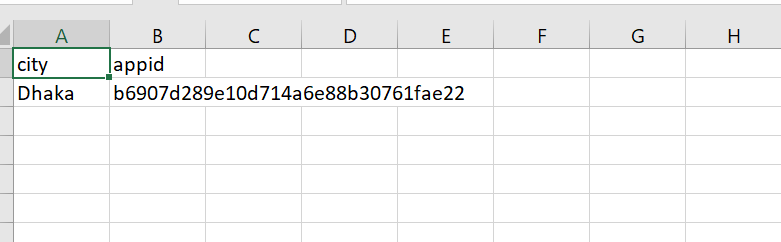 A B C D E F G H
city appid
Dhaka b6907d289e10d714a6e88b30761fae22